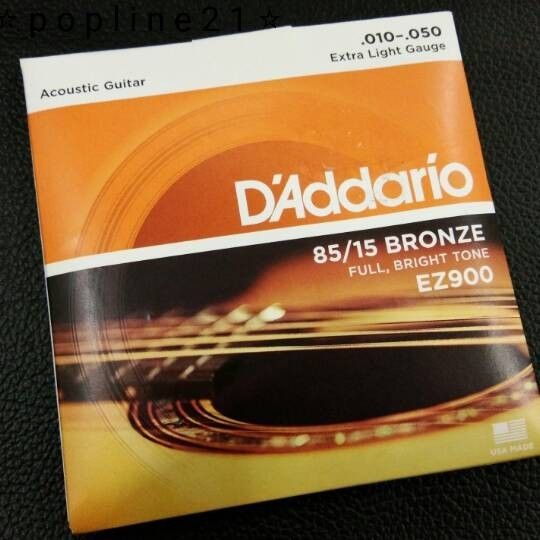 ☆popline21☆
.010–.050
Extra Light Gauge
Acoustic Guitar
D'Addario
85/15 BRONZE
FULL, BRIGHT TONE
EZ900
USA MADE